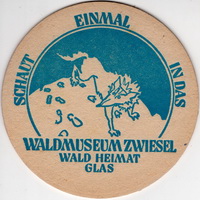 SCHAUT EINMAL IN DAS
WALDMUSEUM ZWIESEL
WALD HEIMAT
GLAS